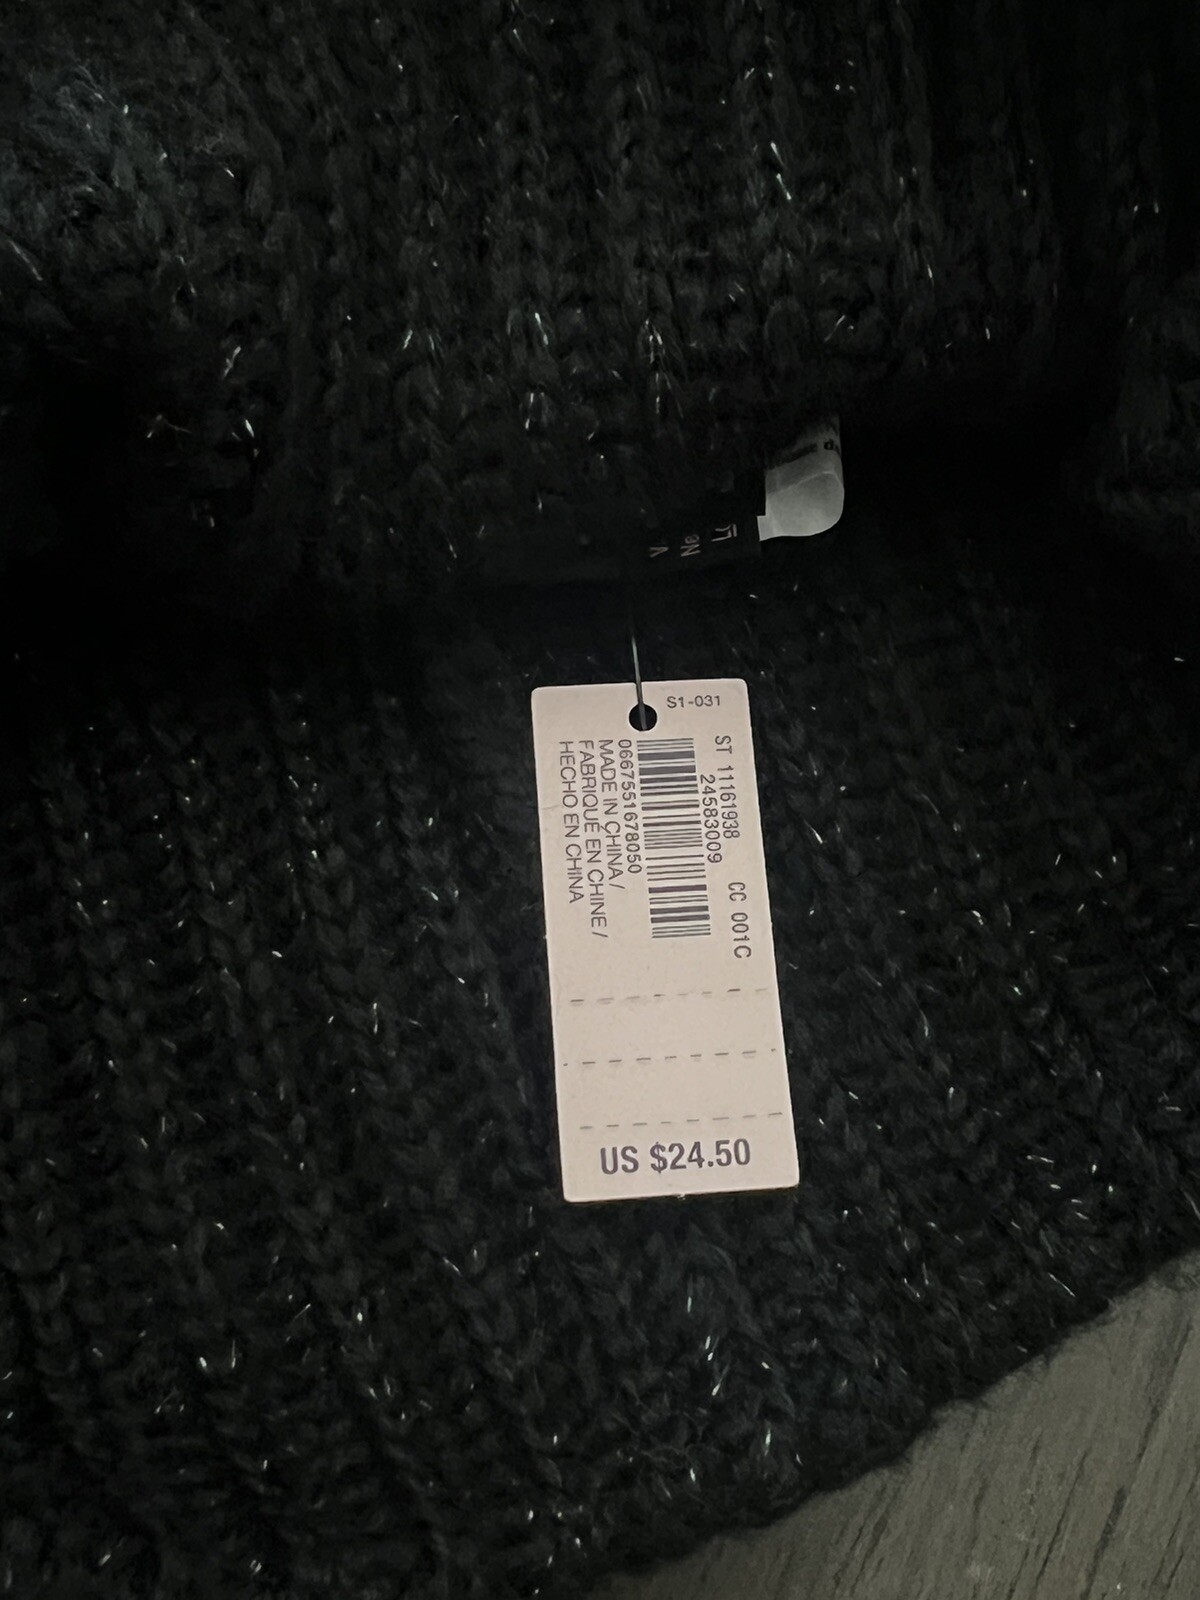 S1-031
ST 11161938 CC 001C
24583009
0667551678050
MADE IN CHINA /
FABRIQUÉ EN CHINE /
HECHO EN CHINA
US $24.50